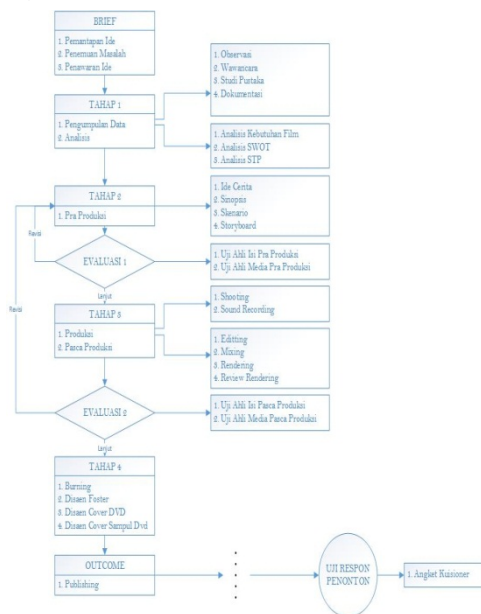 BRIEF
1. Pemantapan Ide
2. Penemuan Masalah
3. Penawaran Ide
TAHAP 1
1. Pengumpulan Data
2. Analisis
1. Observasi
2. Wawancara
3. Studi Pustaka
4. Dokumentasi
1. Analisis Kebutuhan Film
2. Analisis SWOT
3. Analisis STP
TAHAP 2
1. Pra Produksi
1. Ide Cerita
2. Sinopsis
3. Skenario
4. Storyboard
Revisi
EVALUASI 1
1. Uji Ahli Isi Pra Produksi
2. Uji Ahli Media Pra Produksi
Revisi
Lanjut
TAHAP 3
1. Produksi
2. Pasca Produksi
1. Shooting
2. Sound Recording
1. Editting
2. Mixing
3. Rendering
4. Review Rendering
EVALUASI 2
1. Uji Ahli Isi Pasca Produksi
2. Uji Ahli Media Pasca Produksi
Lanjut
TAHAP 4
1. Burning
2. Disaen Foster
3. Disaen Cover DVD
4. Disaen Cover Sampul Dvd
OUTCOME
1. Publishing
UJI RESPON
PENONTON
1. Angket Kuisioner